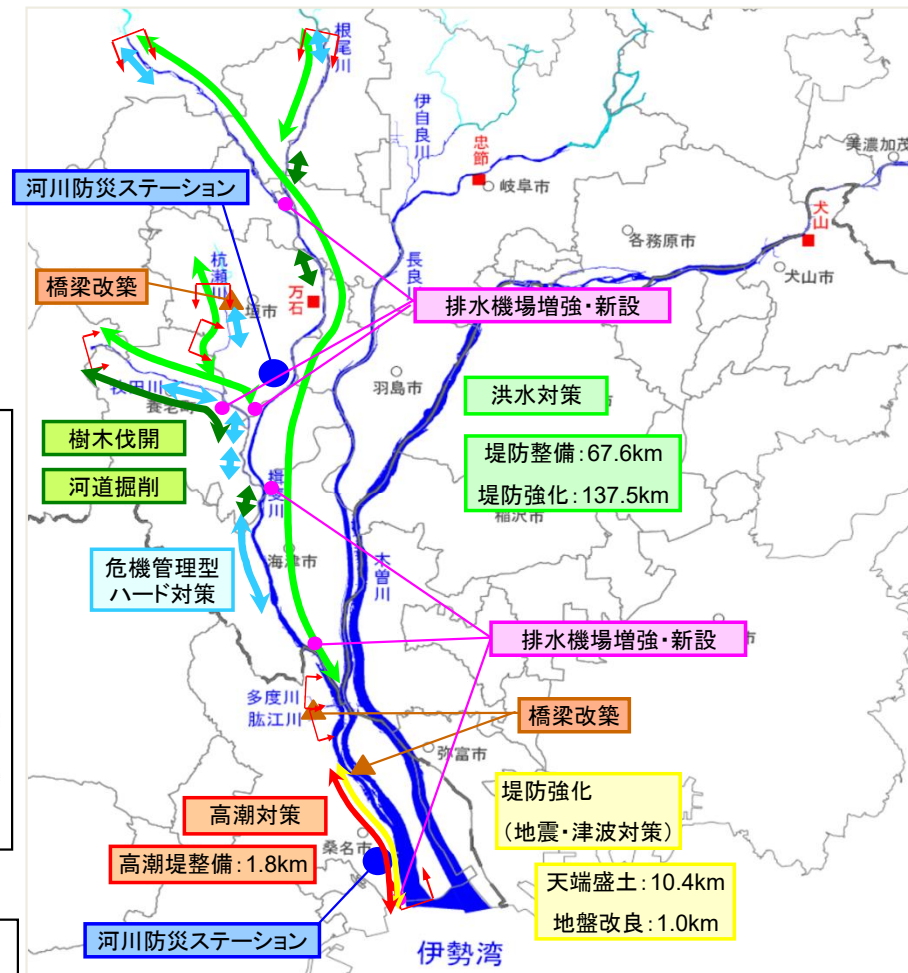 根尾川
伊自良川
忠節
岐阜市
美濃加茂
河川防災ステーション
各務原市
犬山
犬山市
杭瀬川
橋梁改築
垣市
万石
長良
排水機場増強・新設
羽島市
洪水対策
牧田川
養老町
樹木伐開
堤防整備：67.6km
堤防強化：137.5km
河道掘削
揖斐川
稲沢市
危機管理型
ハード対策
海津市
木曽川
市
排水機場増強・新設
多度川
肱江川
橋梁改築
弥富市
堤防強化
（地震・津波対策）
高潮対策
桑名市
高潮堤整備：1.8km
天端盛土：10.4km
地盤改良：1.0km
河川防災ステーション
伊勢湾